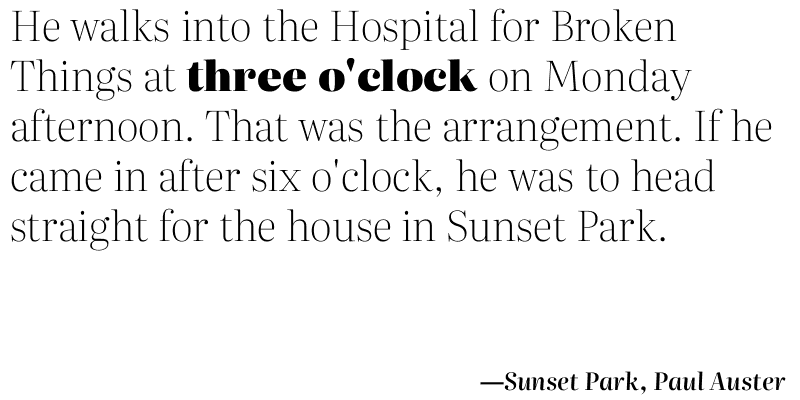 He walks into the Hospital for Broken
Things at three o'clock on Monday
afternoon. That was the arrangement. If he
came in after six o'clock, he was to head
straight for the house in Sunset Park.
—Sunset Park, Paul Auster